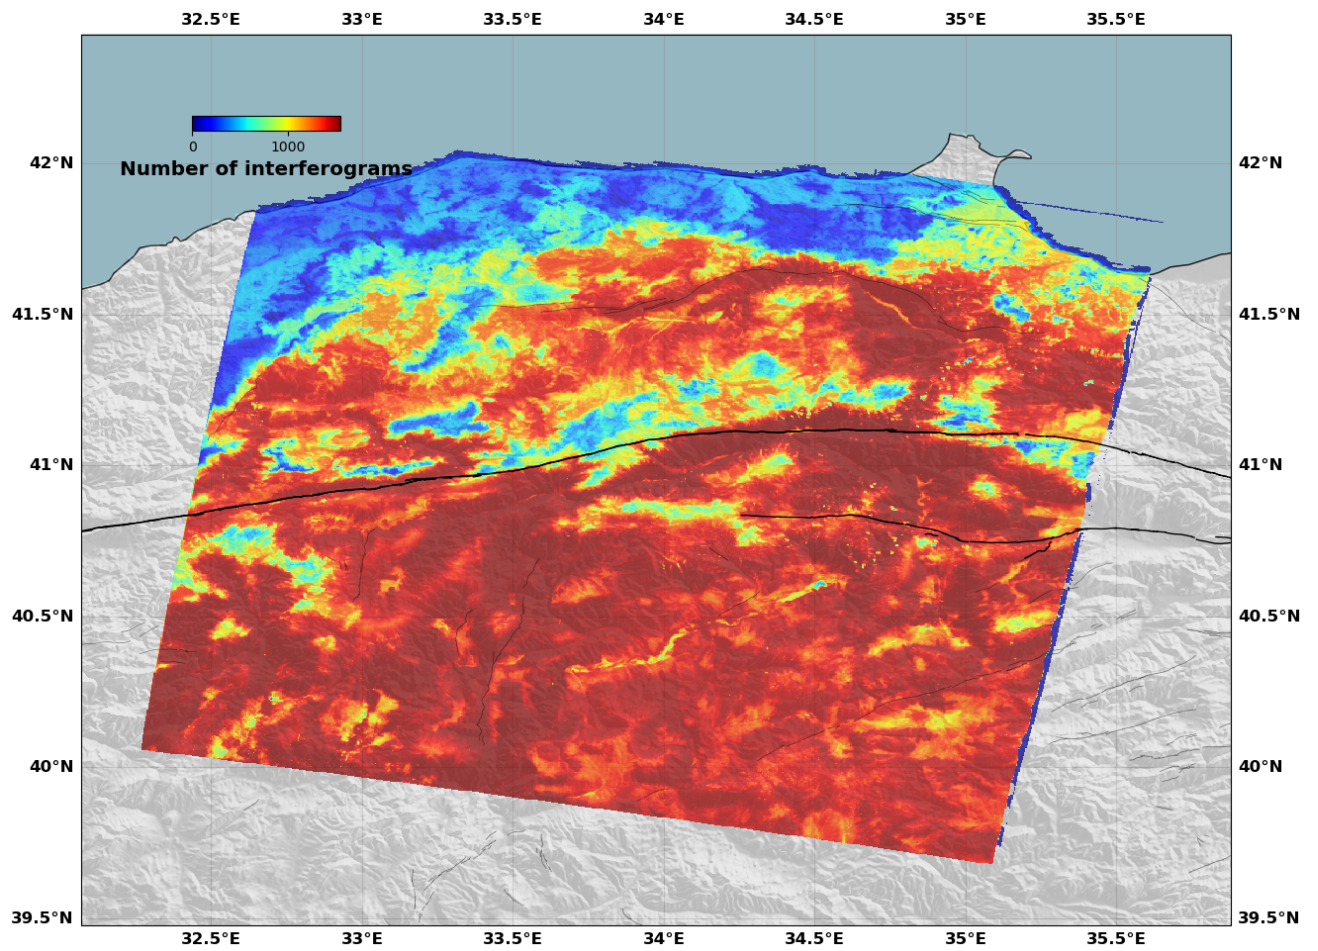 32.5°E 33°E 33.5°E 34°E 34.5°E 35°E 35.5°E
0 1000
42°N Number of interferograms 42°N
41.5°N 41.5°N
41°N 41°N
40.5°N 40.5°N
40°N 40°N
39.5°N 39.5°N
32.5°E 33°E 33.5°E 34°E 34.5°E 35°E 35.5°E